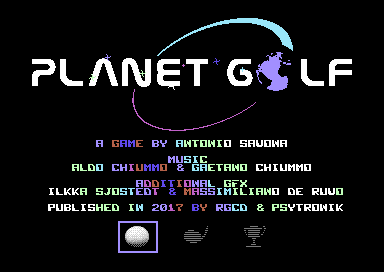 PLANET GOLF
A GAME BY ANTONIO SAVONA
MUSIC
ALDO CHIUMMO & GAETANO CHIUMMO
ADDITIONAL GFX
ILKKA SJOSTEDT & MASSIMILIANO DE RUVO
PUBLISHED IN 2017 BY RGCD & PSYTRONIK